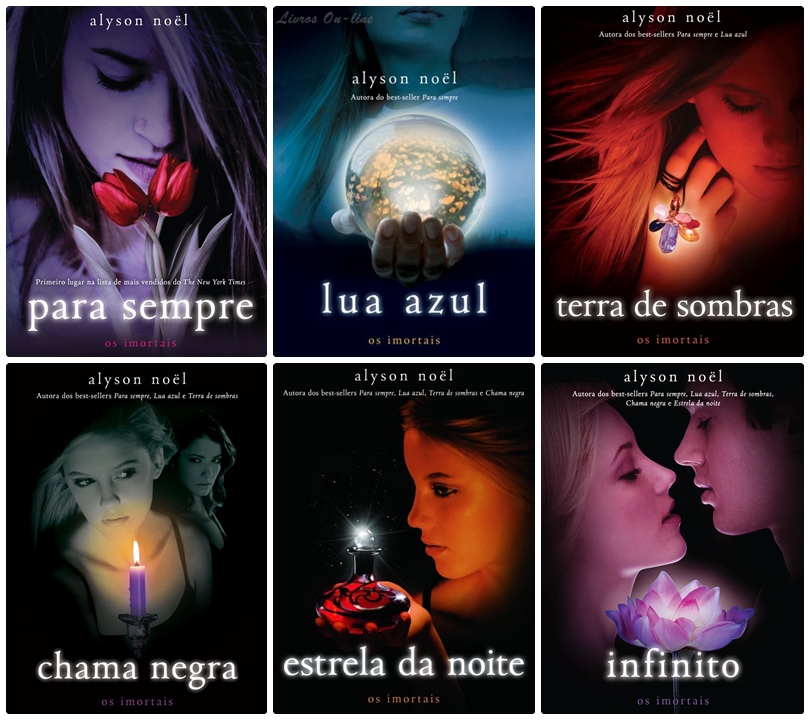 alyson noël
Primeiro lugar na lista de mais vendidos do The New York Times
para sempre
os imortais
Livros On-line
alyson noël
Autora do best-seller Para sempre
lua azul
os imortais
alyson noël
Autora dos best-sellers Para sempre e Lua azul
terra de sombras
os imortais
alyson noël
Autora dos best-sellers Para sempre, Lua azul e Terra de sombras
chama negra
os imortais
alyson noël
Autora dos best-sellers Para sempre, Lua azul, Terra de sombras e Chama negra
estrela da noite
os imortais
alyson noël
Autora dos best-sellers Para sempre, Lua azul, Terra de sombras,
Chama negra e Estrela da noite
infinito
os imortais